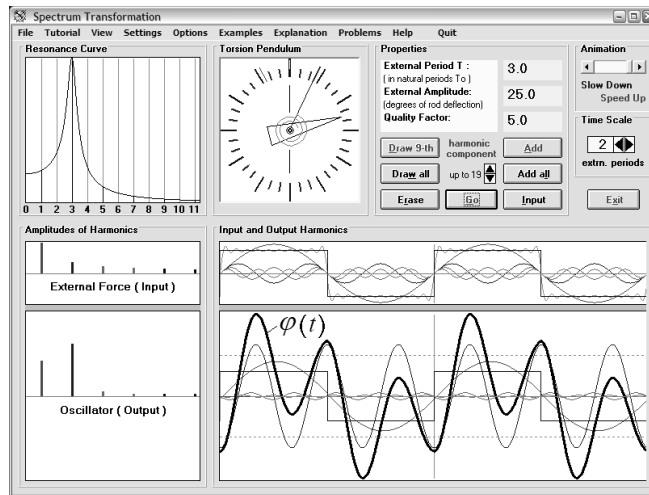 Spectrum Transformation
File Tutorial View Settings Options Examples Explanation Problems Help Quit
Resonance Curve
0 1 2 3 4 5 6 7 8 9 10 11
Torsion Pendulum
Properties
External Period T :
( in natural periods To )
3.0
External Amplitude:
(degrees of rod deflection)
25.0
Quality Factor:
5.0
Draw 9-th
harmonic
component
Add
Draw all
up to 19
Add all
Erase
Go
Input
Animation
Slow Down
Speed Up
Time Scale
2
extrn. periods
Exit
Amplitudes of Harmonics
External Force ( Input )
Oscillator ( Output )
Input and Output Harmonics
φ(t)